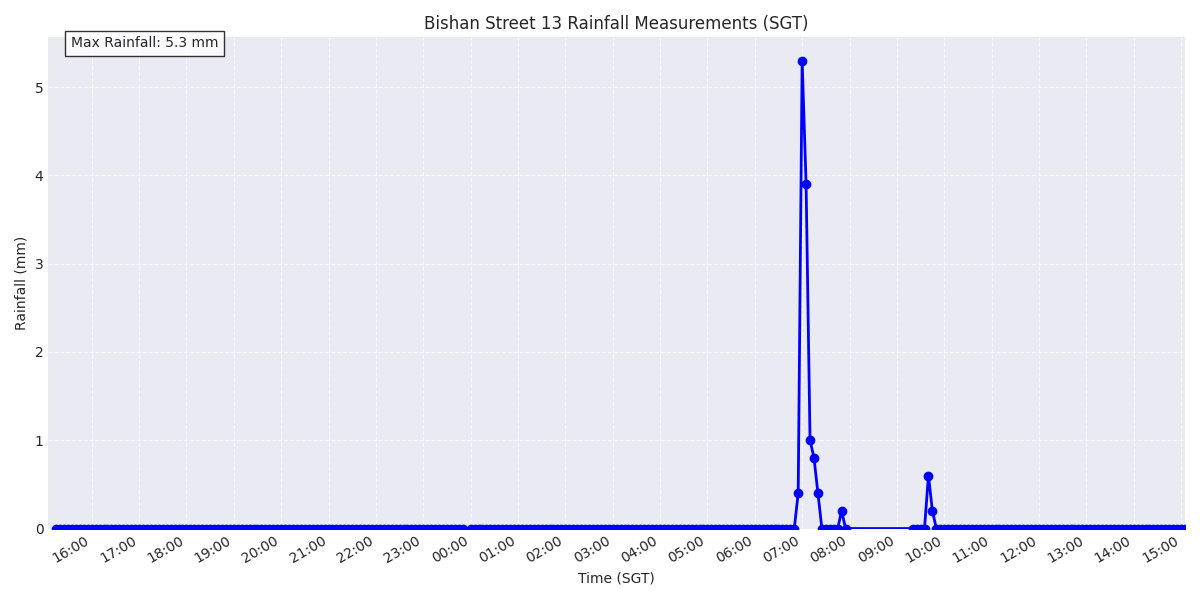 Bishan Street 13 Rainfall Measurements (SGT)
Max Rainfall: 5.3 mm
5
4
3
2
1
0
Rainfall (mm)
16:00 17:00 18:00 19:00 20:00 21:00 22:00 23:00 00:00 01:00 02:00 03:00 04:00 05:00 06:00 07:00 08:00 09:00 10:00 11:00 12:00 13:00 14:00 15:00
Time (SGT)